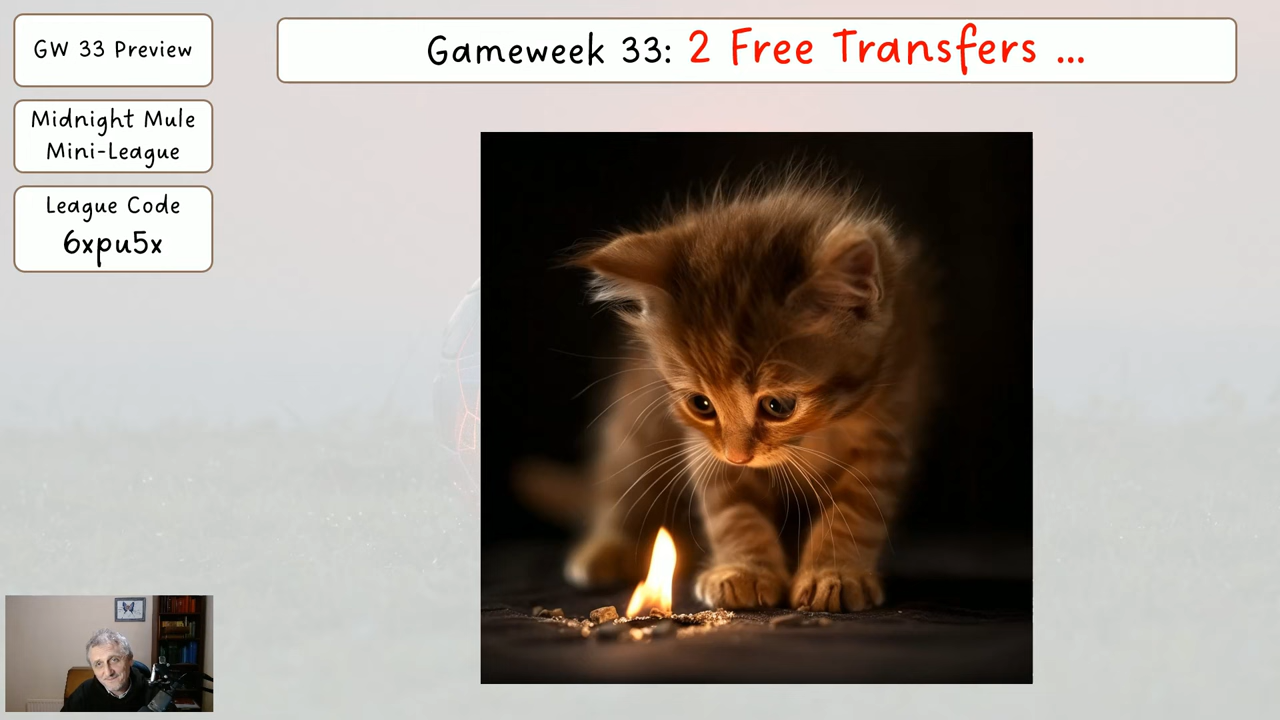 GW 33 Preview
Gameweek 33: 2 Free Transfers ...
Midnight Mule
Mini-League
League Code
6xpu5x